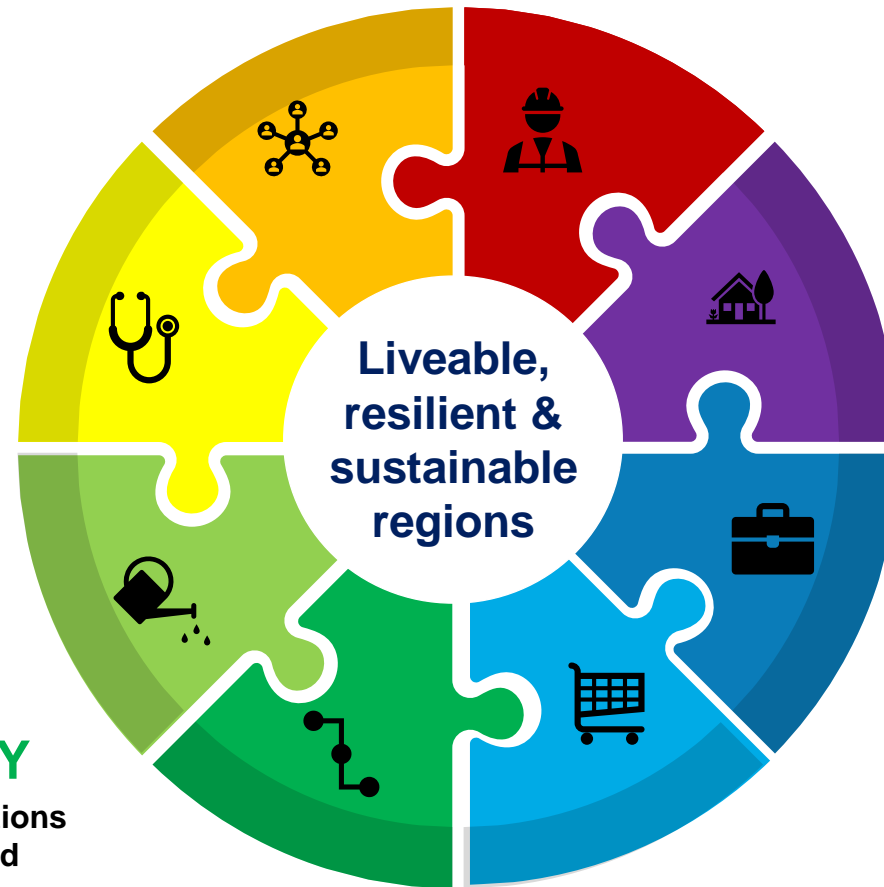 Liveable,
resilient &
sustainable
regions
Y
ions
d